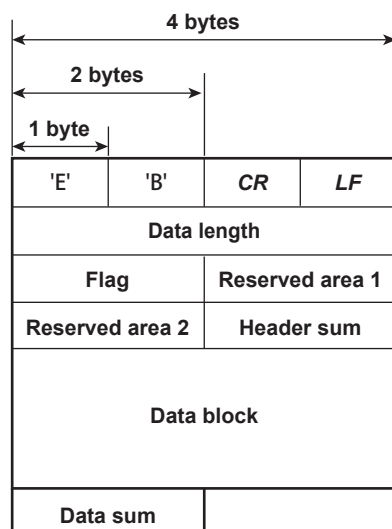 4 bytes
2 bytes
1 byte
'E' 'B' CR LF
Data length
Flag Reserved area 1
Reserved area 2 Header sum
Data block
Data sum